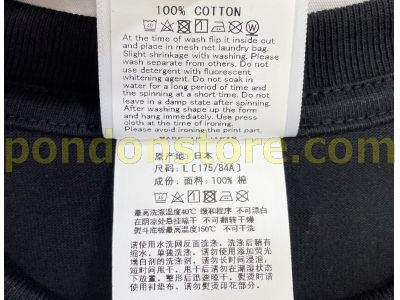 100% COTTON
At the time of wash flip it inside out
and place in mesh net laundry bag.
Slight shrinkage with washing. Please
wash separate from others. Do not
use detergent with fluorescent
whitening agent. Do not soak in
water for a long period of time and
the spinning at a short time. Do not
leave in a damp state after spinning.
After washing shape up the form
and hang immediately. Use press
cloth at the time of ironing.
Please avoid ironing the print part.
pondonstore.com
原产地: 日本
尺码: L [175/84A]
成份: 面料: 100% 棉
最高洗涤温度40℃ 缓和程序 不可漂白
在阴凉处悬挂晾干 不可翻转干燥
熨斗底板最高温度150℃ 不可干洗
请使用水洗网反面洗涤。洗涤后稍有
缩水。单独洗涤。请勿使用添加荧光
增白剂的洗涤剂。请勿长时间浸泡。
短时间甩干。甩干后请勿在潮湿状态
下放置。整形后迅速晾干。熨烫时请
使用衬垫布。请勿熨烫印花部分